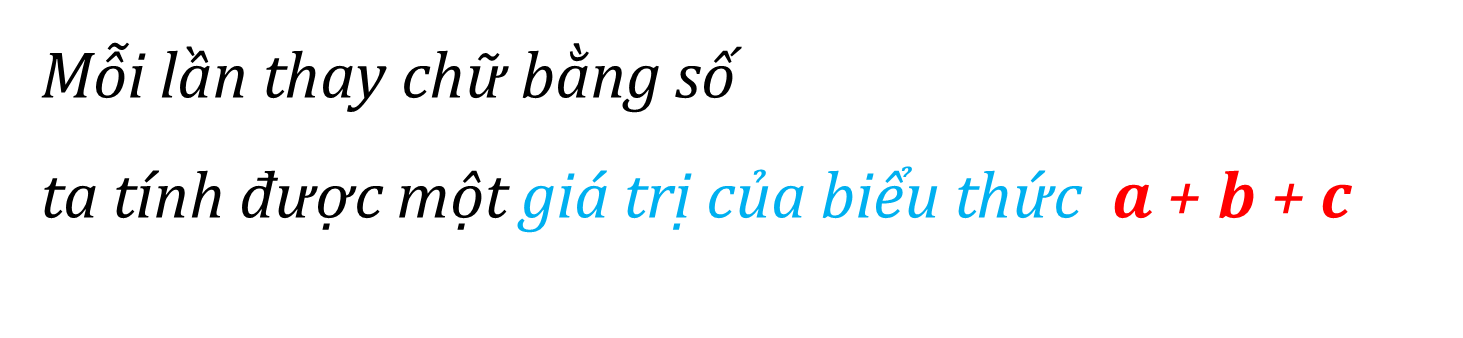 Mỗi lần thay chữ bằng số
ta tính được một giá trị của biểu thức a + b + c